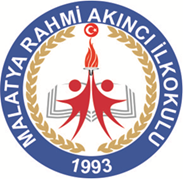 MALATYA RAHMİ AKINCI İLKOKULU
1993